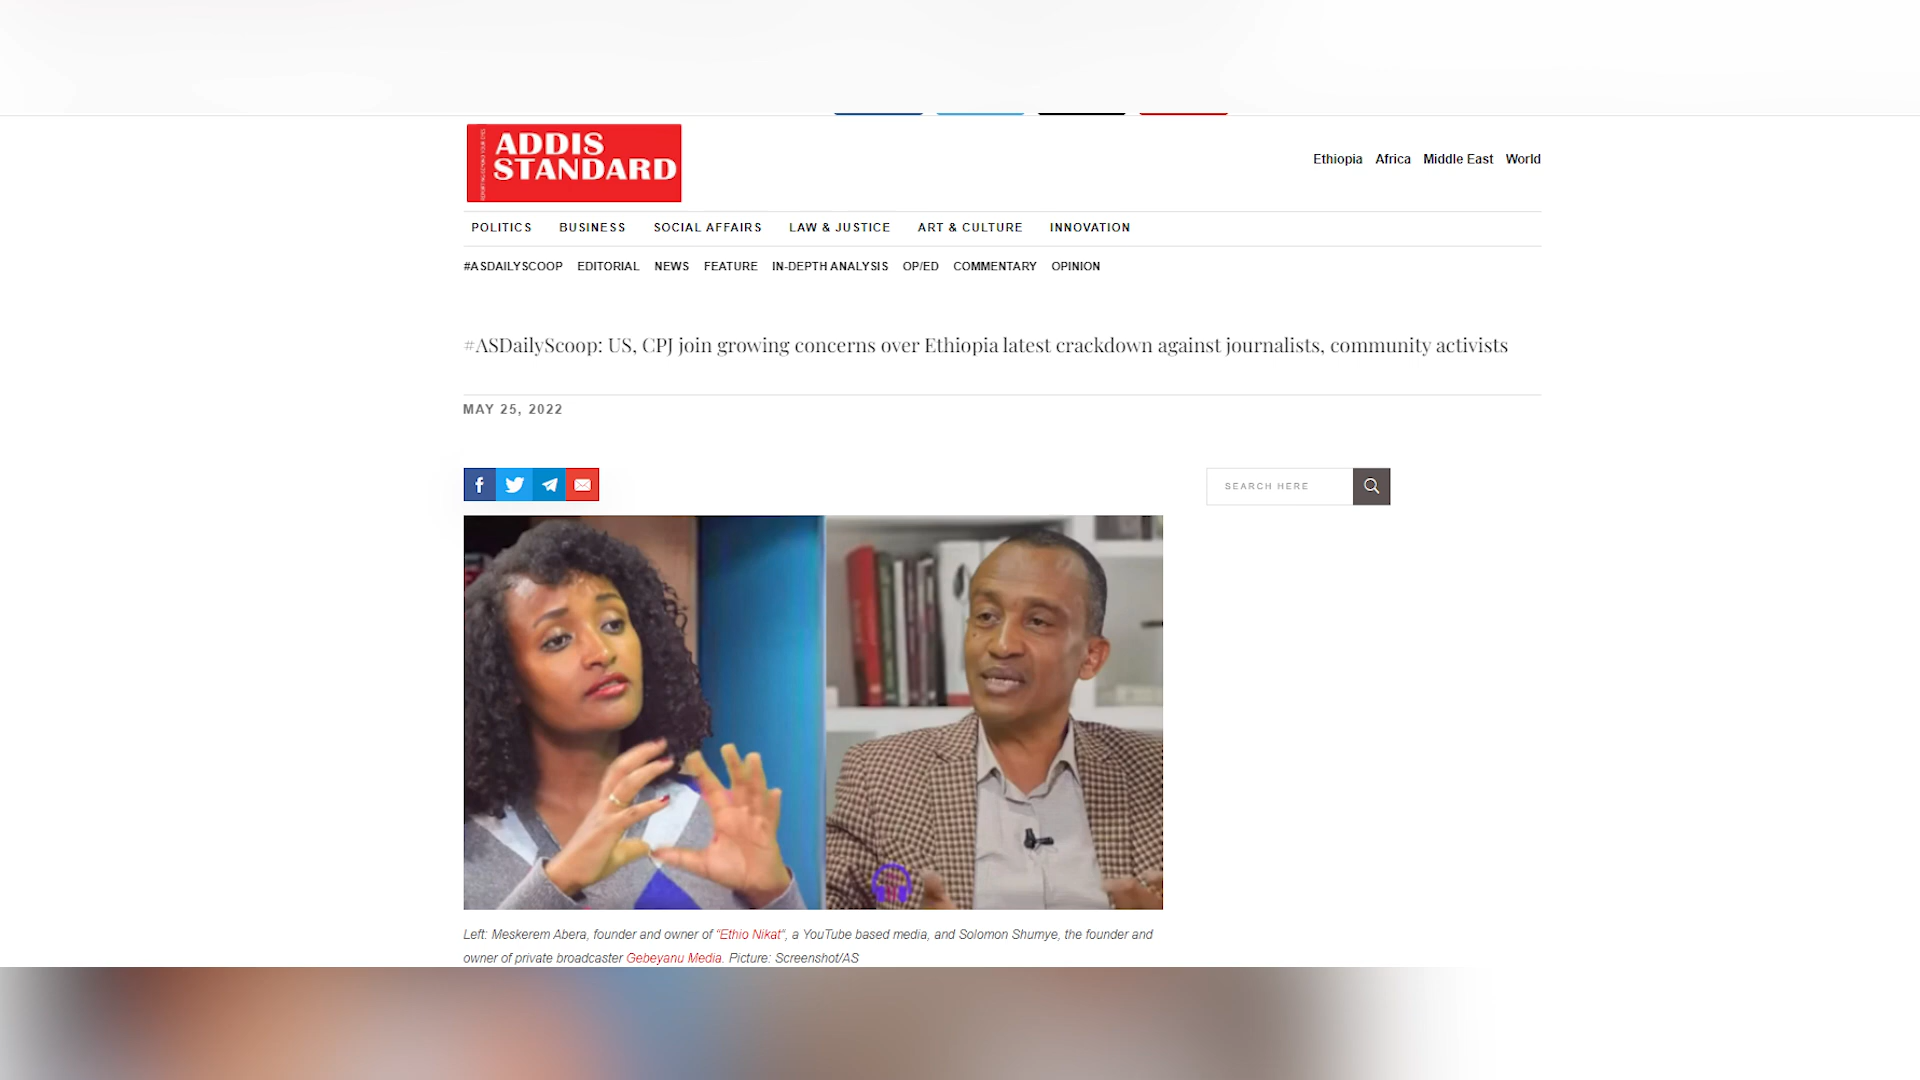 ADDIS
STANDARD
Ethiopia Africa Middle East World
POLITICS BUSINESS SOCIAL AFFAIRS LAW & JUSTICE ART & CULTURE INNOVATION
#ASDAILYSCOOP EDITORIAL NEWS FEATURE IN-DEPTH ANALYSIS OP/ED COMMENTARY OPINION
#ASDailyScoop: US, CPJ join growing concerns over Ethiopia latest crackdown against journalists, community activists
MAY 25, 2022
SEARCH HERE
Left: Meskerem Abera, founder and owner of "Ethio Nikat", a YouTube based media, and Solomon Shumye, the founder and
owner of private broadcaster Gebeyanu Media. Picture: Screenshot/AS